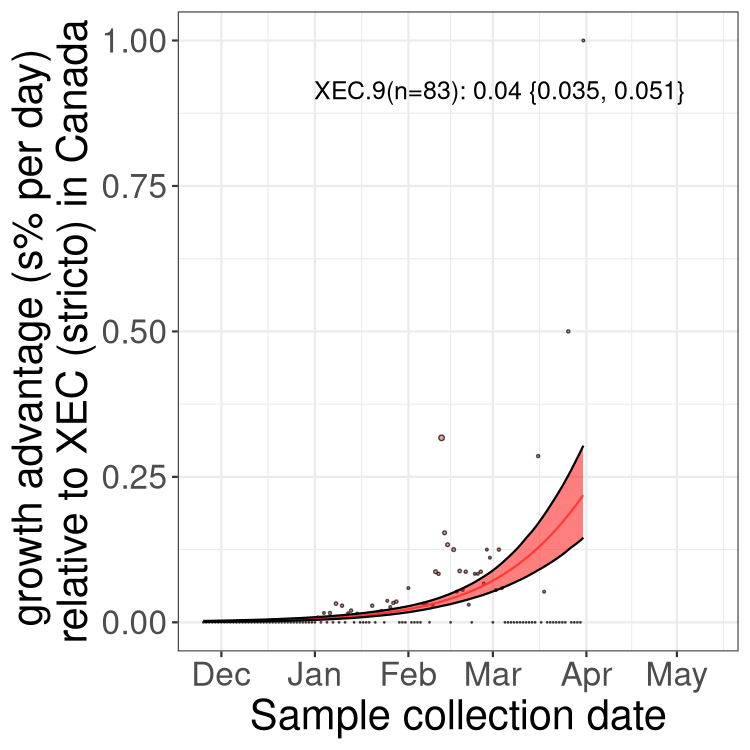 growth advantage (s% per day)
relative to XEC (stricto) in Canada
1.00
0.75
0.50
0.25
0.00
XEC.9(n=83): 0.04 {0.035, 0.051}
Dec Jan Feb Mar Apr May
Sample collection date